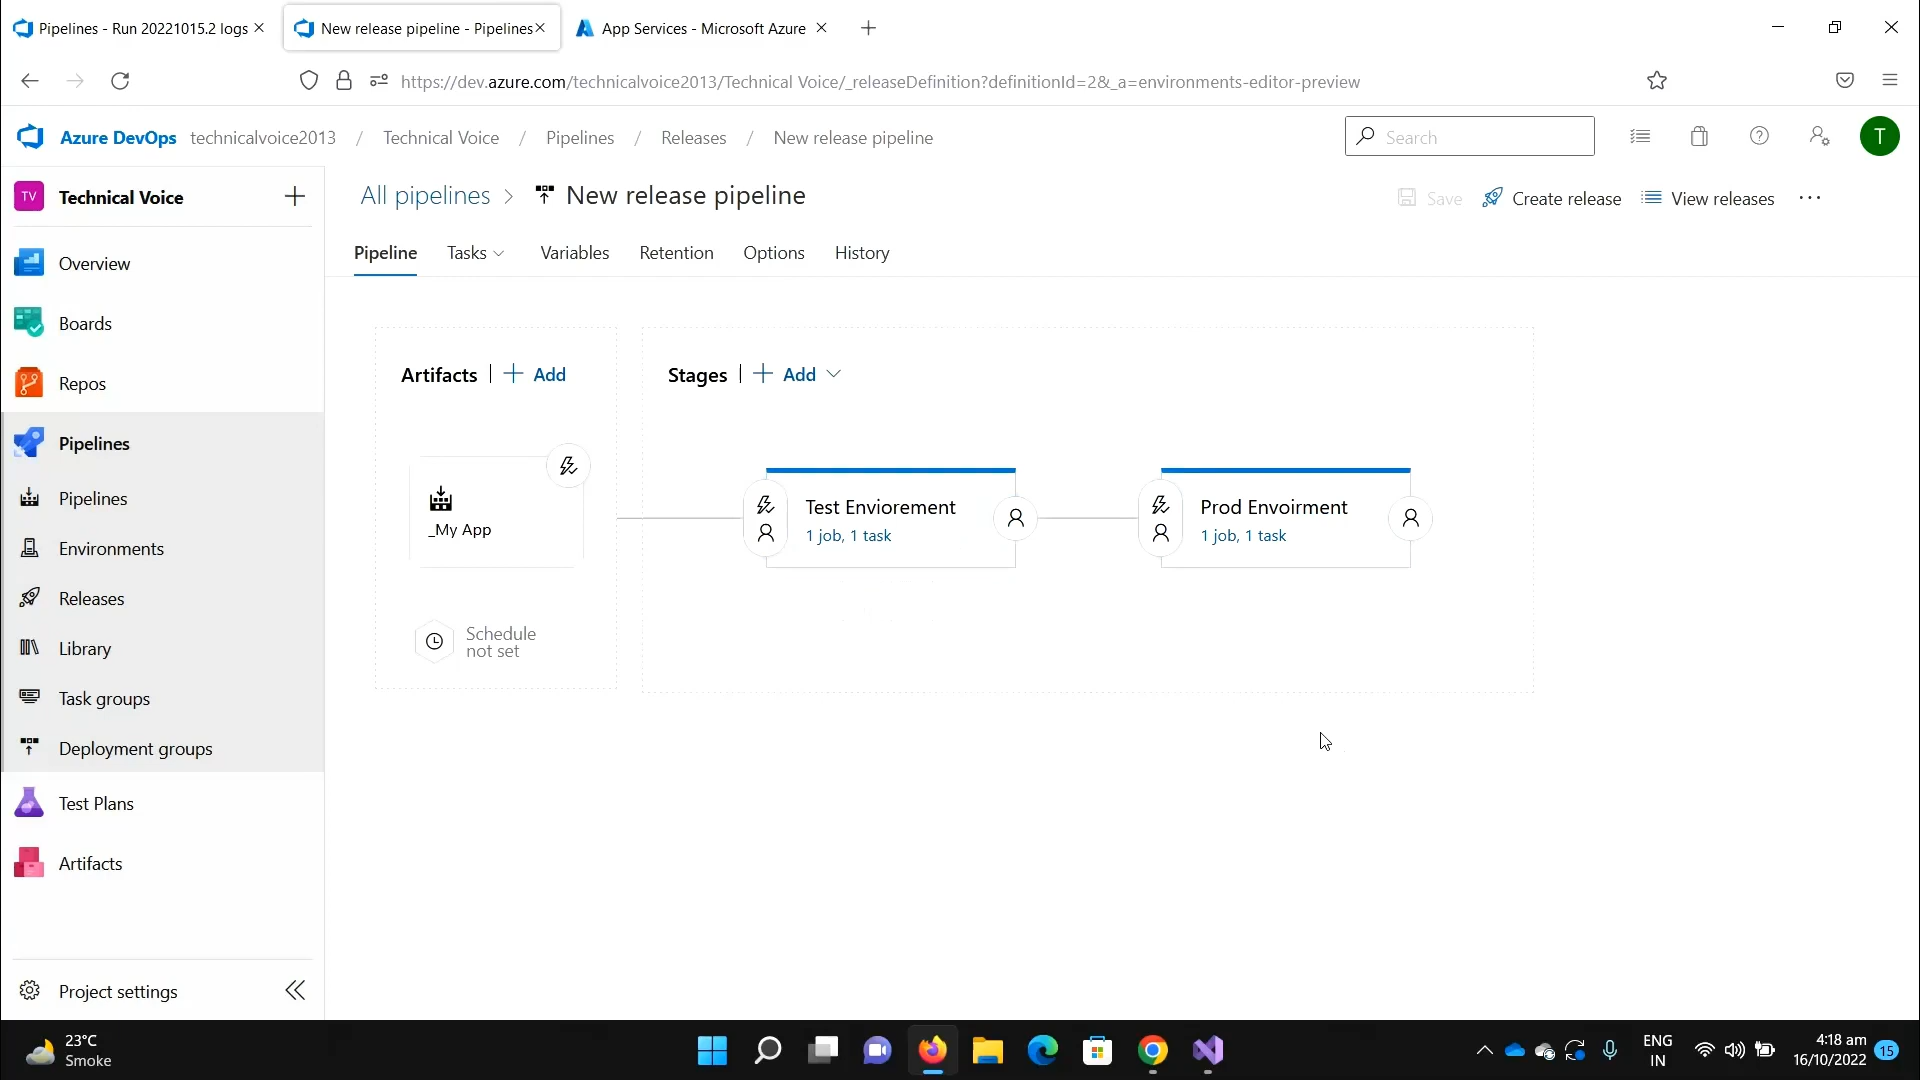 Pipelines - Run 20221015.2 logs
New release pipeline - Pipelines
App Services - Microsoft Azure
https://dev.azure.com/technicalvoice2013/Technical Voice/_releaseDefinition?definitionId=2&_a=environments-editor-preview
Azure DevOps technicalvoice2013 / Technical Voice / Pipelines / Releases / New release pipeline
Search
T
TV Technical Voice
All pipelines > New release pipeline
Save
Create release
View releases
Pipeline
Tasks
Variables
Retention
Options
History
Overview
Boards
Repos
Pipelines
Pipelines
Environments
Releases
Library
Task groups
Deployment groups
Test Plans
Artifacts
Project settings
Artifacts | + Add
_My App
Schedule
not set
Stages | + Add
Test Enviorement
1 job, 1 task
Prod Envoirment
1 job, 1 task
23°C
Smoke
ENG
IN
4:18 am
16/10/2022
15